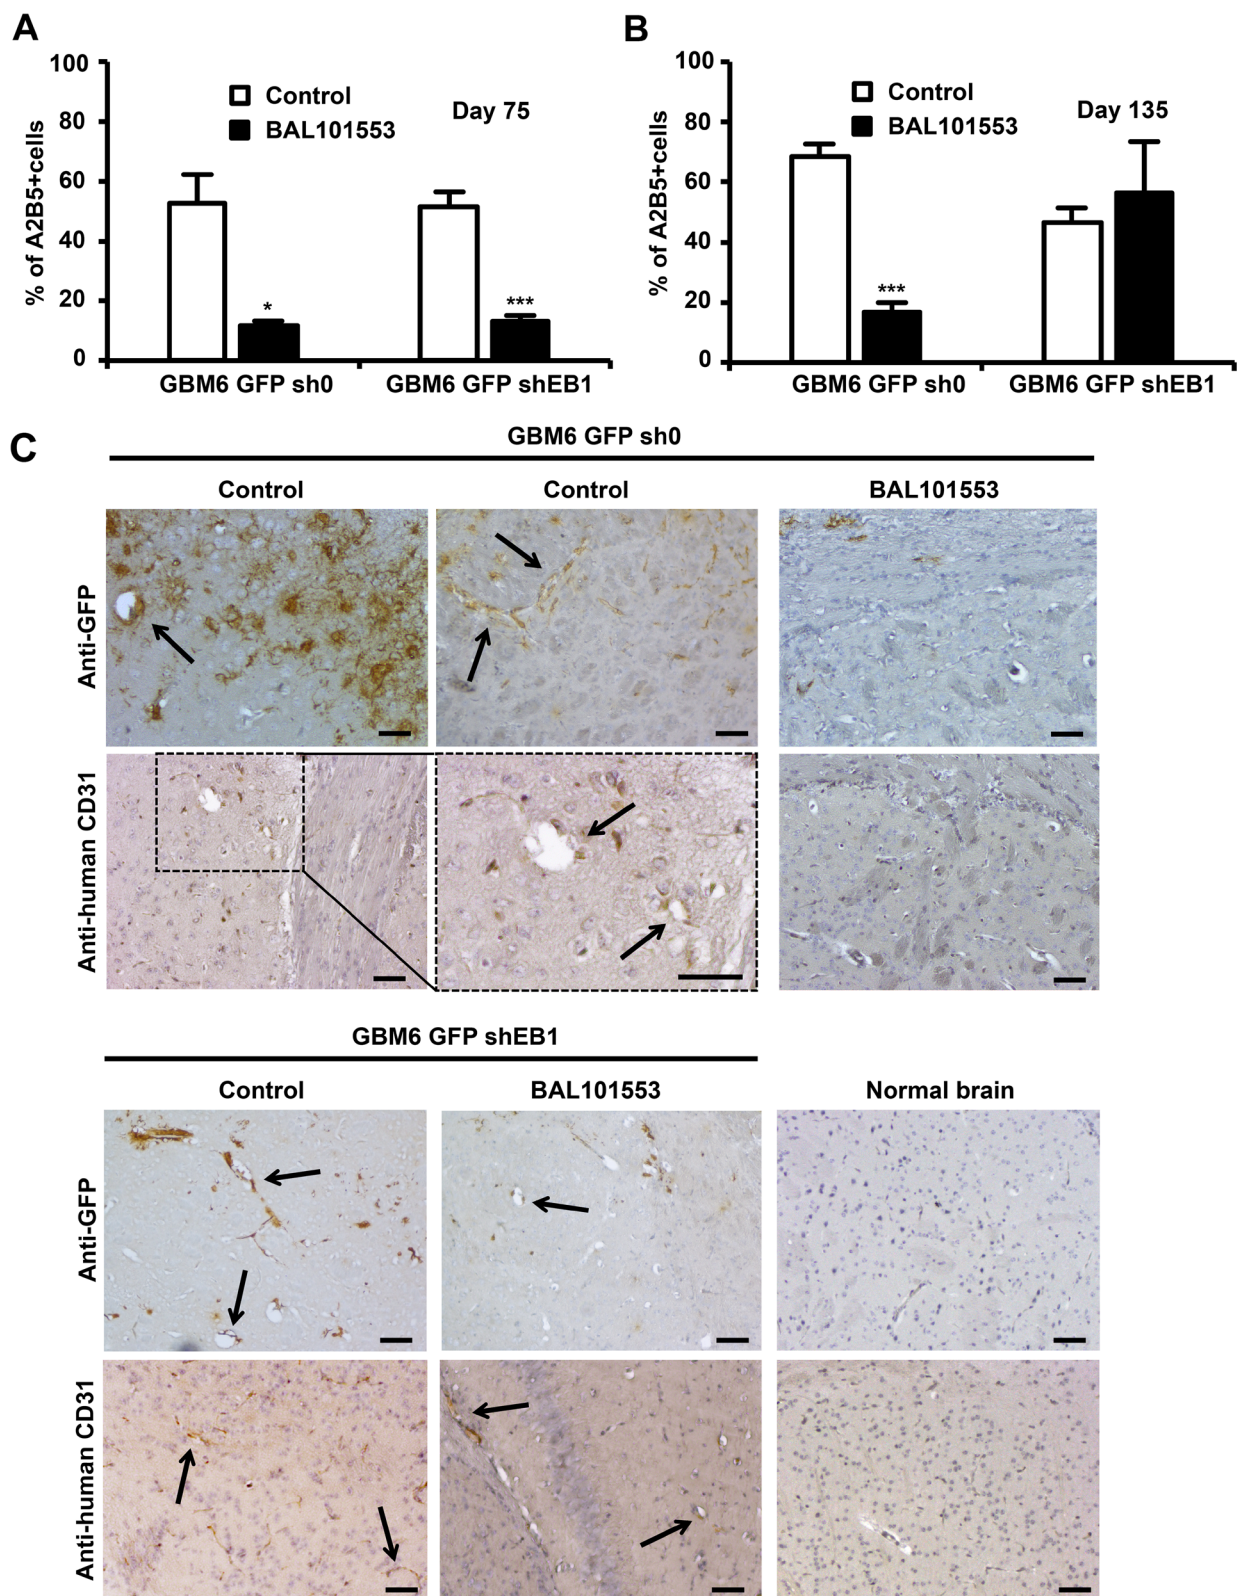 A
100
80
60
40
20
0
% of A2B5+cells
Control
BAL101553
Day 75
*
***
GBM6 GFP sh0
GBM6 GFP shEB1
B
100
80
60
40
20
0
% of A2B5+cells
Control
BAL101553
Day 135
***
GBM6 GFP sh0
GBM6 GFP shEB1
C
GBM6 GFP sh0
Control
Control
BAL101553
Anti-GFP
Anti-human CD31
GBM6 GFP shEB1
Control
BAL101553
Normal brain
Anti-GFP
Anti-human CD31